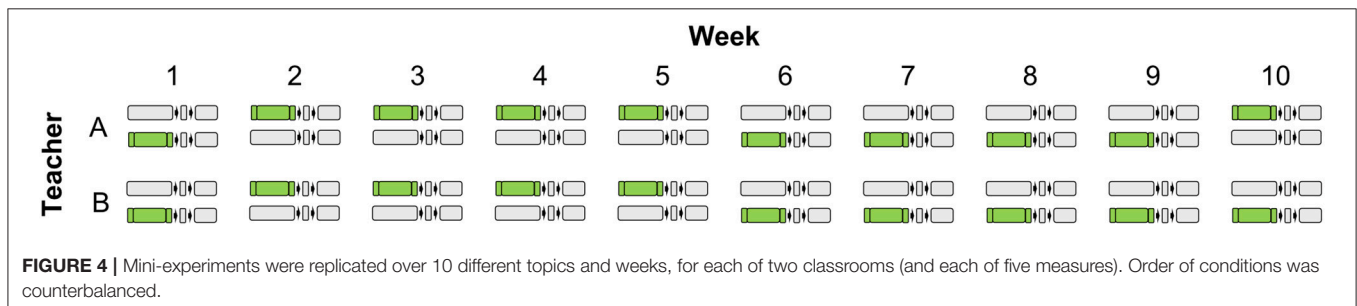 Week
1 2 3 4 5 6 7 8 9 10
Teacher
A
B
FIGURE 4 | Mini-experiments were replicated over 10 different topics and weeks, for each of two classrooms (and each of five measures). Order of conditions was
counterbalanced.